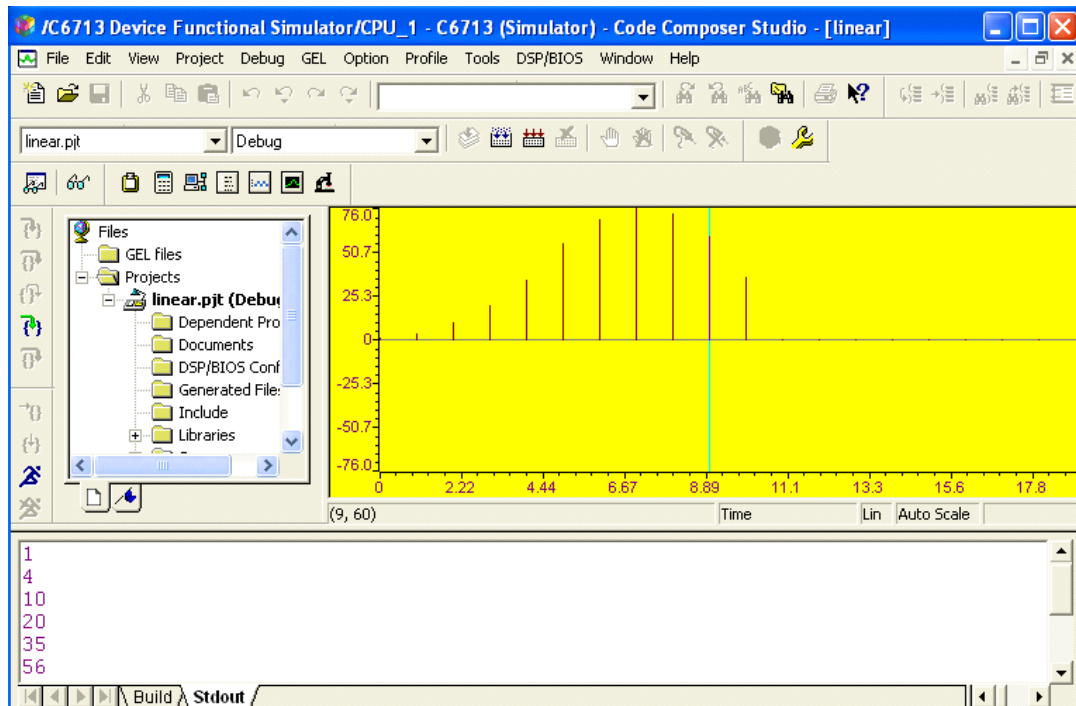 /C6713 Device Functional Simulator/CPU_1 - C6713 (Simulator) - Code Composer Studio - [linear]
File Edit View Project Debug GEL Option Profile Tools DSP/BIOS Window Help
linear.pjt Debug
Files
GEL files
Projects
linear.pjt (Debug
Dependent Pro
Documents
DSP/BIOS Conf
Generated File
Include
Libraries
76.0
50.7
25.3
0
-25.3
-50.7
-76.0
0 2.22 4.44 6.67 8.89 11.1 13.3 15.6 17.8
(9, 60) Time Lin Auto Scale
1
4
10
20
35
56
Build Stdout